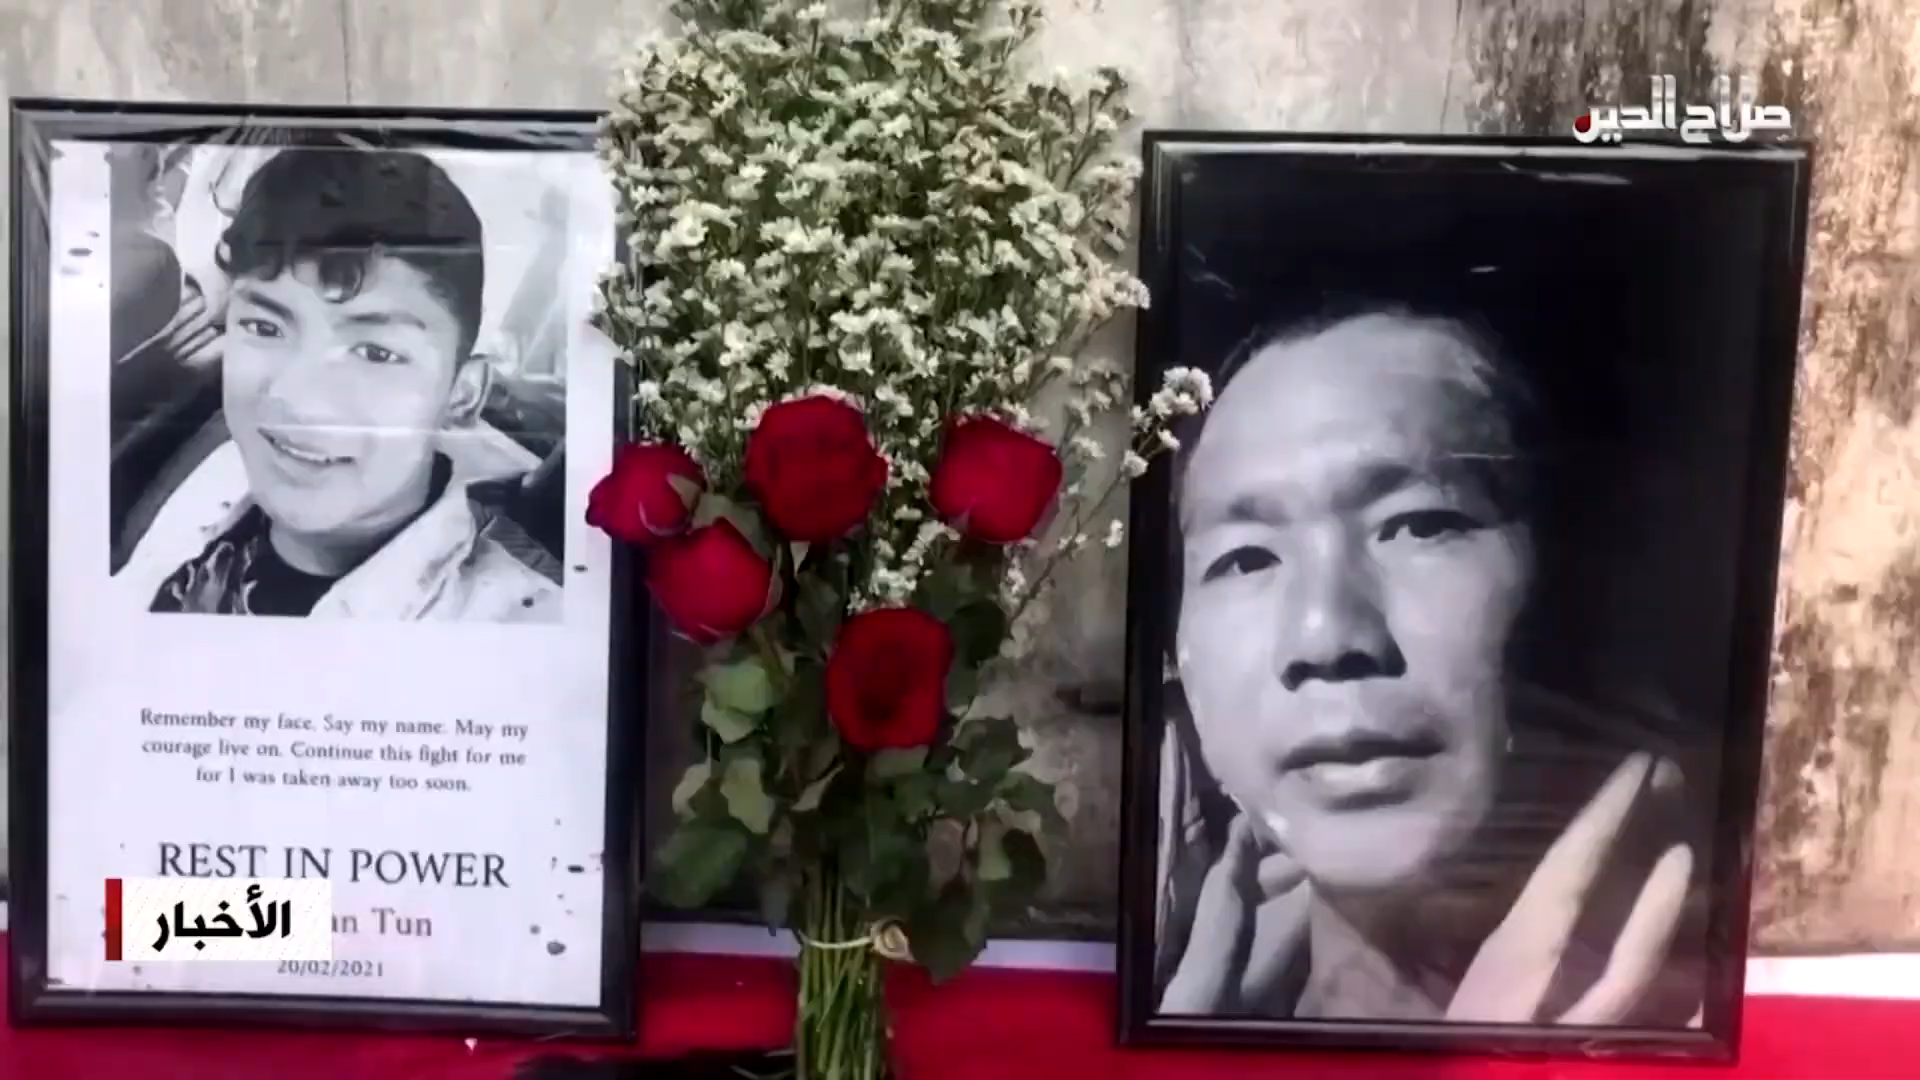 صلاح الدين
Remember my face. Say my name. May my
courage live on. Continue this fight for me
for I was taken away too soon.
REST IN POWER
Tun
الأخبار
20/02/2021